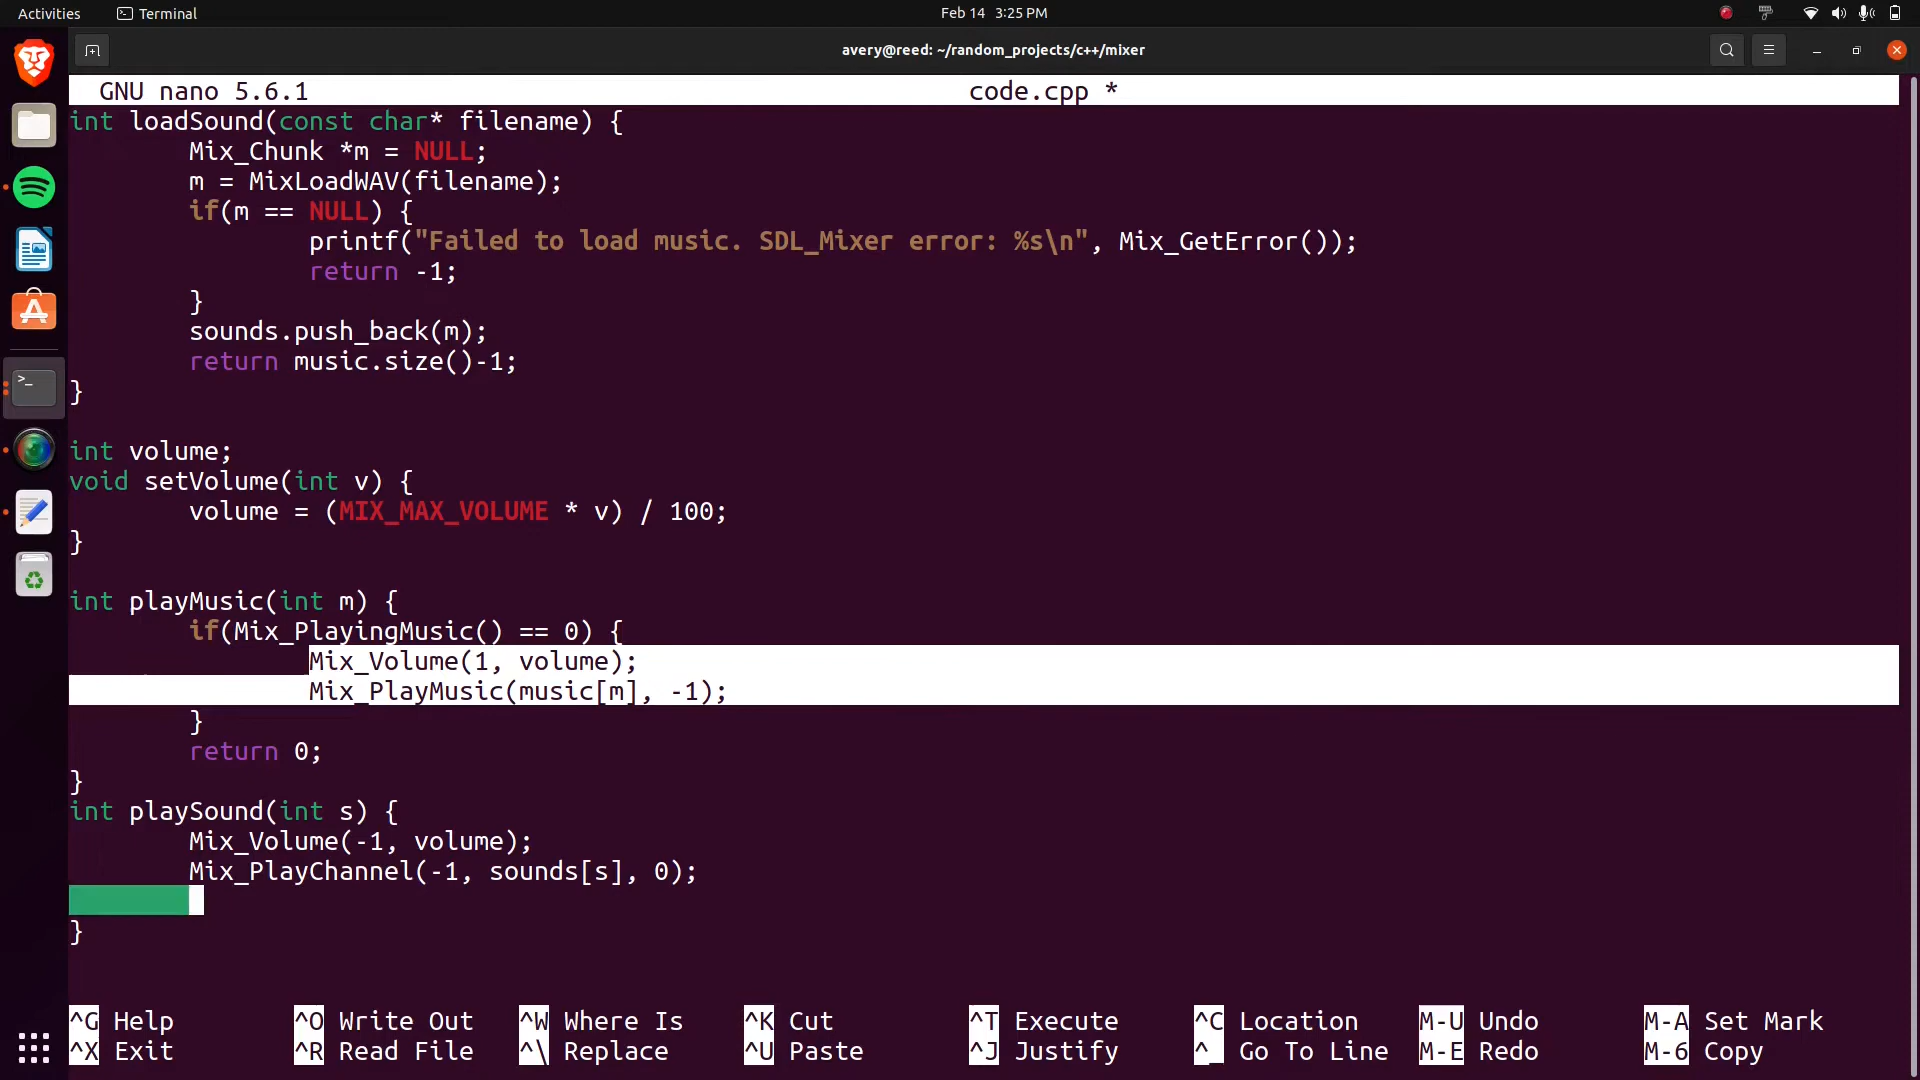 Activities Terminal Feb 14 3:25 PM
avery@reed: ~/random_projects/c++/mixer
GNU nano 5.6.1 code.cpp *
int loadSound(const char* filename) {
        Mix_Chunk *m = NULL;
        m = MixLoadWAV(filename);
        if(m == NULL) {
                printf("Failed to load music. SDL_Mixer error: %s\n", Mix_GetError());
                return -1;
        }
        sounds.push_back(m);
        return music.size()-1;
}
int volume;
void setVolume(int v) {
        volume = (MIX_MAX_VOLUME * v) / 100;
}
int playMusic(int m) {
        if(Mix_PlayingMusic() == 0) {
                Mix_Volume(1, volume);
                Mix_PlayMusic(music[m], -1);
        }
        return 0;
}
int playSound(int s) {
        Mix_Volume(-1, volume);
        Mix_PlayChannel(-1, sounds[s], 0);
}
^G Help ^O Write Out ^W Where Is ^K Cut ^T Execute ^C Location M-U Undo M-A Set Mark
^X Exit ^R Read File ^\ Replace ^U Paste ^J Justify ^_ Go To Line M-E Redo M-6 Copy